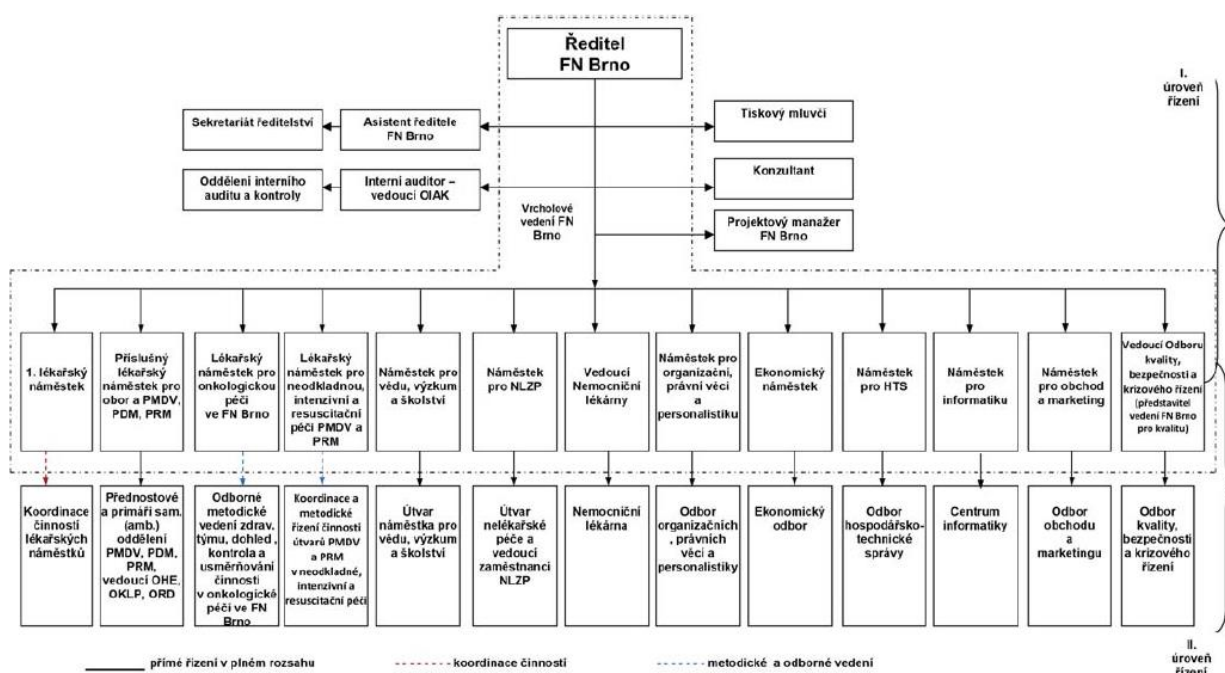 Ředitel
FN Brno
I.
úroveň
řízení
Sekretariát ředitelství
Asistent ředitele
FN Brno
Tiskový mluvčí
Oddělení interního
auditu a kontroly
Interní auditor –
vedoucí OIAK
Konzultant
Vrcholové
vedení FN
Brno
Projektový manažer
FN Brno
1. lékařský
náměstek
Příslušný
lékařský
náměstek pro
obor a PMDV,
PDM, PRM
Lékařský
náměstek pro
onkologickou
péči
ve FN Brno
Lékařský
náměstek pro
neodkladnou,
intenzivní a
resuscitační
péči PMDV a
PRM
Náměstek pro
vědu, výzkum
a školství
Náměstek
pro NLZP
Vedoucí
Nemocniční
lékárny
Náměstek pro
organizační,
právní věci
a
personalistiku
Ekonomický
náměstek
Náměstek
pro HTS
Náměstek
pro
informatiku
Náměstek
pro obchod
a marketing
Vedoucí Odboru
kvality,
bezpečnosti a
krizového řízení
(představitel
vedení FN Brno
pro kvalitu)
Koordinace
činností
lékařských
náměstků
Přednostové
a primáři sam.
(amb.)
oddělení
PMDV, PDM,
PRM,
vedoucí OHE,
OKLP, ORD
Odborné
metodické
vedení zdrav.
týmu, dohled ,
kontrola a
usměrňování
činností
v onkologické
péči ve FN
Brno
Koordinace a
metodické
řízení činností
útvarů PMDV
a PRM
v neodkladné,
intenzivní a
resuscitační péči
Útvar
náměstka pro
vědu, výzkum
a školství
Útvar
nelékařské
péče a
vedoucí
zaměstnanci
NLZP
Nemocniční
lékárna
Odbor
organizačních
, právních
věcí a
personalistiky
Ekonomický
odbor
Odbor
hospodářsko-
technické
správy
Centrum
informatiky
Odbor
obchodu
a
marketingu
Odbor
kvality,
bezpečnosti
a krizového
řízení
přímé řízení v plném rozsahu
koordinace činností
metodické a odborné vedení
II.
úroveň
řízení